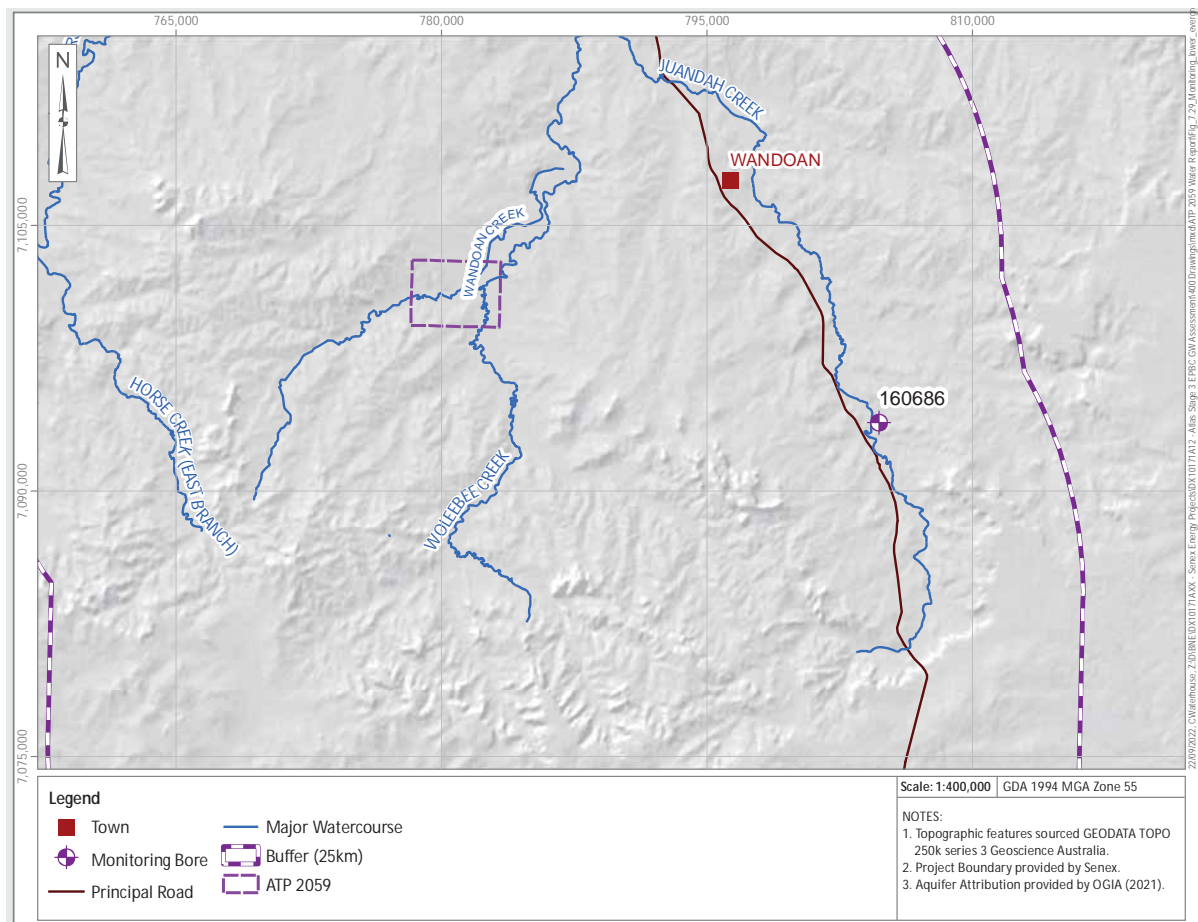 765,000
780,000
795,000
810,000
N
JUANDAH CREEK
WANDOAN
7,105,000
WANDOAN CREEK
160686
HORSE CREEK (EAST BRANCH)
WOLEEBEE CREEK
7,090,000
7,075,000
Legend
Town
Monitoring Bore
Principal Road
Major Watercourse
Buffer (25km)
ATP 2059
Scale: 1:400,000
GDA 1994 MGA Zone 55
NOTES:
1. Topographic features sourced GEODATA TOPO
250k series 3 Geoscience Australia.
2. Project Boundary provided by Senex.
3. Aquifer Attribution provided by OGIA (2021).